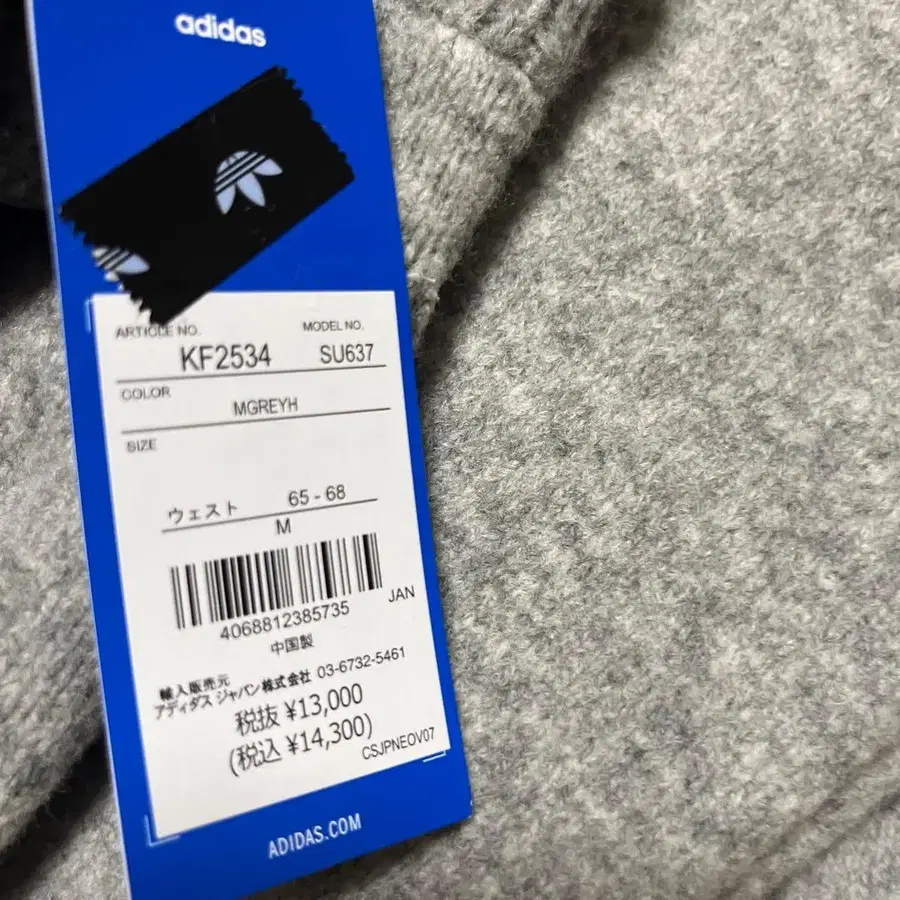 adidas
ARTICLE NO. MODEL NO.
KF2534 SU637
COLOR
MGREYH
SIZE
ウェスト 65 - 68
M
4068812385735 JAN
中国製
輸入販売元
アディダス ジャパン株式会社 03-6732-5461
税抜 ¥13,000
(税込 ¥14,300)
CSJPNEOV07
ADIDAS.COM